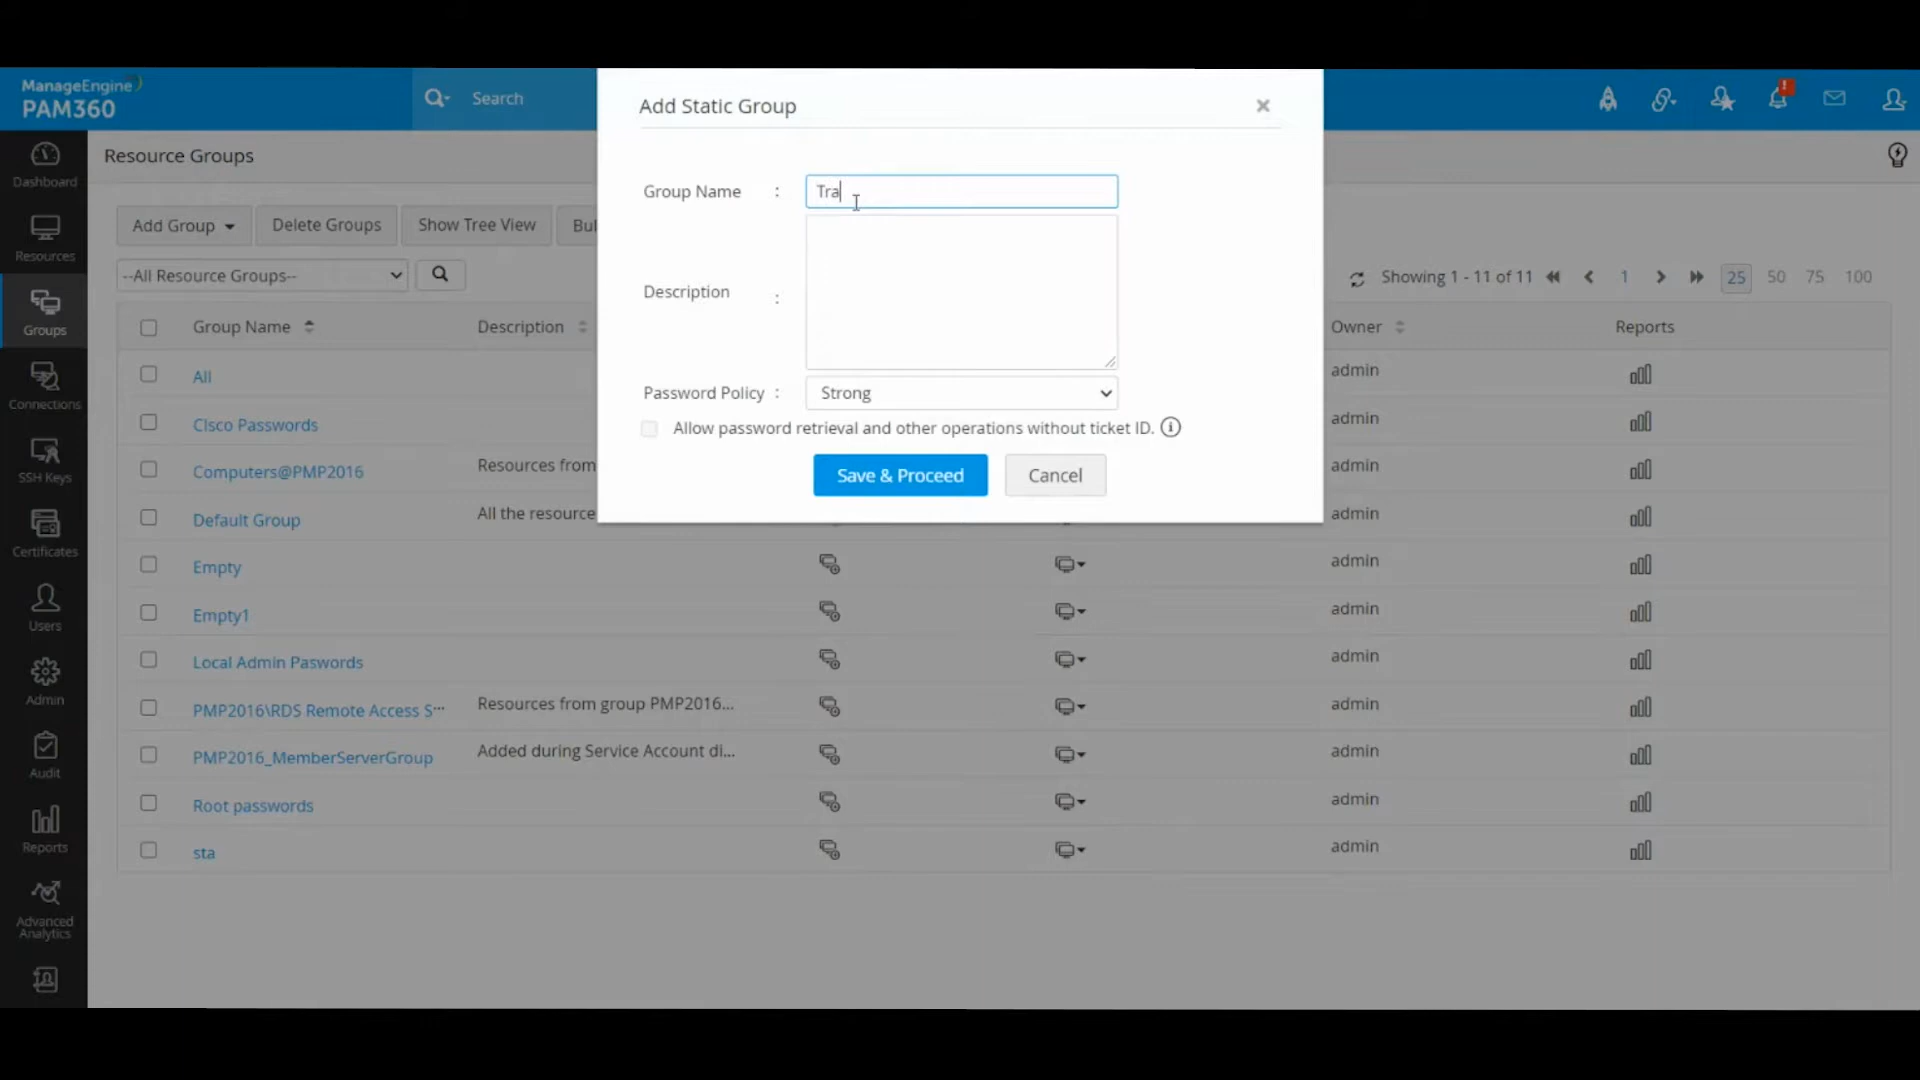 ManageEngine
PAM360
Search
Add Static Group
Resource Groups
Group Name :
Tra
Description :
Password Policy :
Strong
Allow password retrieval and other operations without ticket ID.
Save & Proceed
Cancel
Dashboard
Resources
Groups
Connections
SSH Keys
Certificates
Users
Admin
Audit
Reports
Advanced
Analytics
Add Group
Delete Groups
Show Tree View
Bul
--All Resource Groups--
Showing 1 - 11 of 11
1
25 50 75 100
Group Name Description Owner Reports
All admin
CIsco Passwords admin
Computers@PMP2016 Resources from admin
Default Group All the resource admin
Empty admin
Empty1 admin
Local Admin Paswords admin
PMP2016\RDS Remote Access S... Resources from group PMP2016... admin
PMP2016_MemberServerGroup Added during Service Account di... admin
Root passwords admin
sta admin